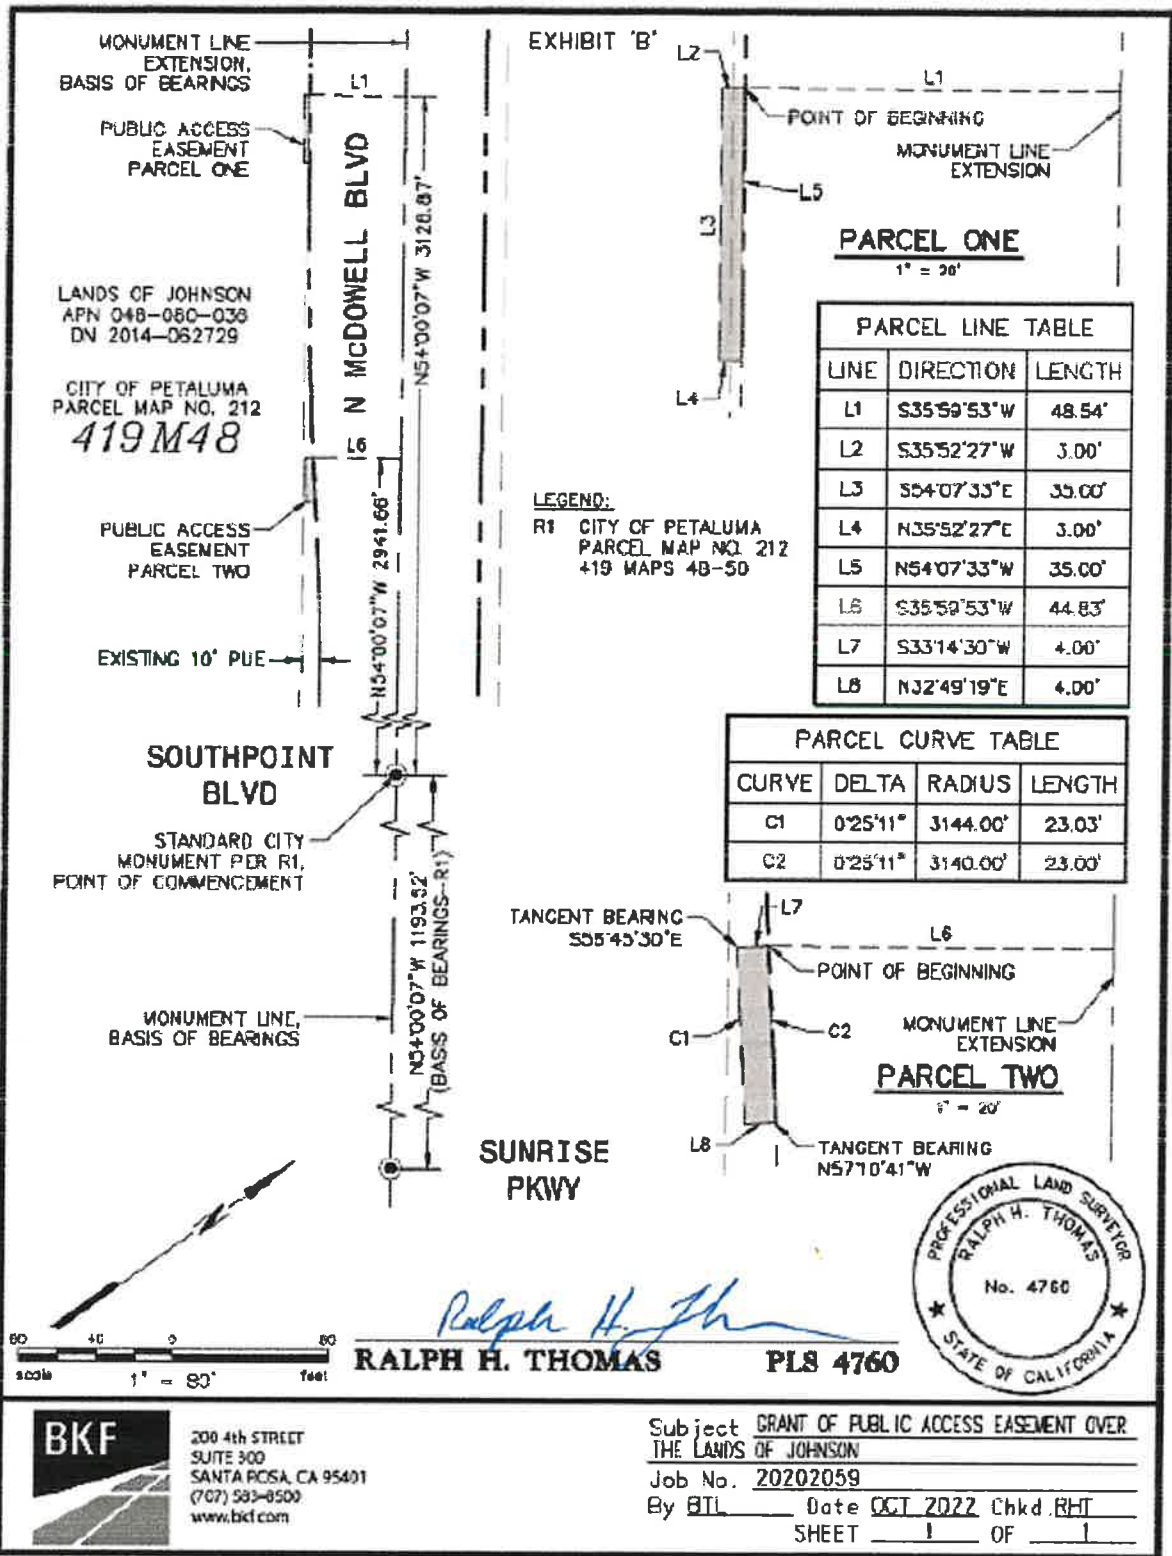 EXHIBIT 'B'
MONUMENT LINE
EXTENSION,
BASIS OF BEARINGS
L1
PUBLIC ACCESS
EASEMENT
PARCEL ONE
N McDOWELL BLVD
N54°00'07"W 3128.87'
LANDS OF JOHNSON
APN 048-080-038
DN 2014-062729
CITY OF PETALUMA
PARCEL MAP NO. 212
419M48
L6
PUBLIC ACCESS
EASEMENT
PARCEL TWO
N54°00'07"W 2941.66'
EXISTING 10' PUE
SOUTHPOINT
BLVD
STANDARD CITY
MONUMENT PER R1,
POINT OF COMMENCEMENT
N54°00'07"W 1193.52'
(BASIS OF BEARINGS-R1)
MONUMENT LINE,
BASIS OF BEARINGS
SUNRISE
PKWY
LEGEND:
R1 CITY OF PETALUMA
PARCEL MAP NO. 212
419 MAPS 48-50
L2
L1
POINT OF BEGINNING
MONUMENT LINE
EXTENSION
L5
L3
L4
PARCEL ONE
1" = 20'
PARCEL LINE TABLE
LINE DIRECTION LENGTH
L1 S35°59'53"W 48.54'
L2 S35°52'27"W 3.00'
L3 S54°07'33"E 35.00'
L4 N35°52'27"E 3.00'
L5 N54°07'33"W 35.00'
L6 S35°59'53"W 44.83'
L7 S33°14'30"W 4.00'
L8 N32°49'19"E 4.00'
PARCEL CURVE TABLE
CURVE DELTA RADIUS LENGTH
C1 0°25'11" 3144.00' 23.03'
C2 0°25'11" 3140.00' 23.00'
TANGENT BEARING
L7
L6
POINT OF BEGINNING
C1
C2
MONUMENT LINE
EXTENSION
PARCEL TWO
1" = 20'
L8
TANGENT BEARING
N57°10'41"W
PROFESSIONAL LAND SURVEYOR
RALPH H. THOMAS
No. 4760
STATE OF CALIFORNIA
Ralph H. Th
RALPH H. THOMAS PLS 4760
80 40 0 80
scale 1" = 80' feet
BKF
200 4th STREET
SUITE 300
SANTA ROSA, CA 95401
(707) 583-8500
www.bkf.com
Subject GRANT OF PUBLIC ACCESS EASEMENT OVER
THE LANDS OF JOHNSON
Job No. 20202059
By BTL Date OCT 2022 Chkd.RHT
SHEET 1 OF 1